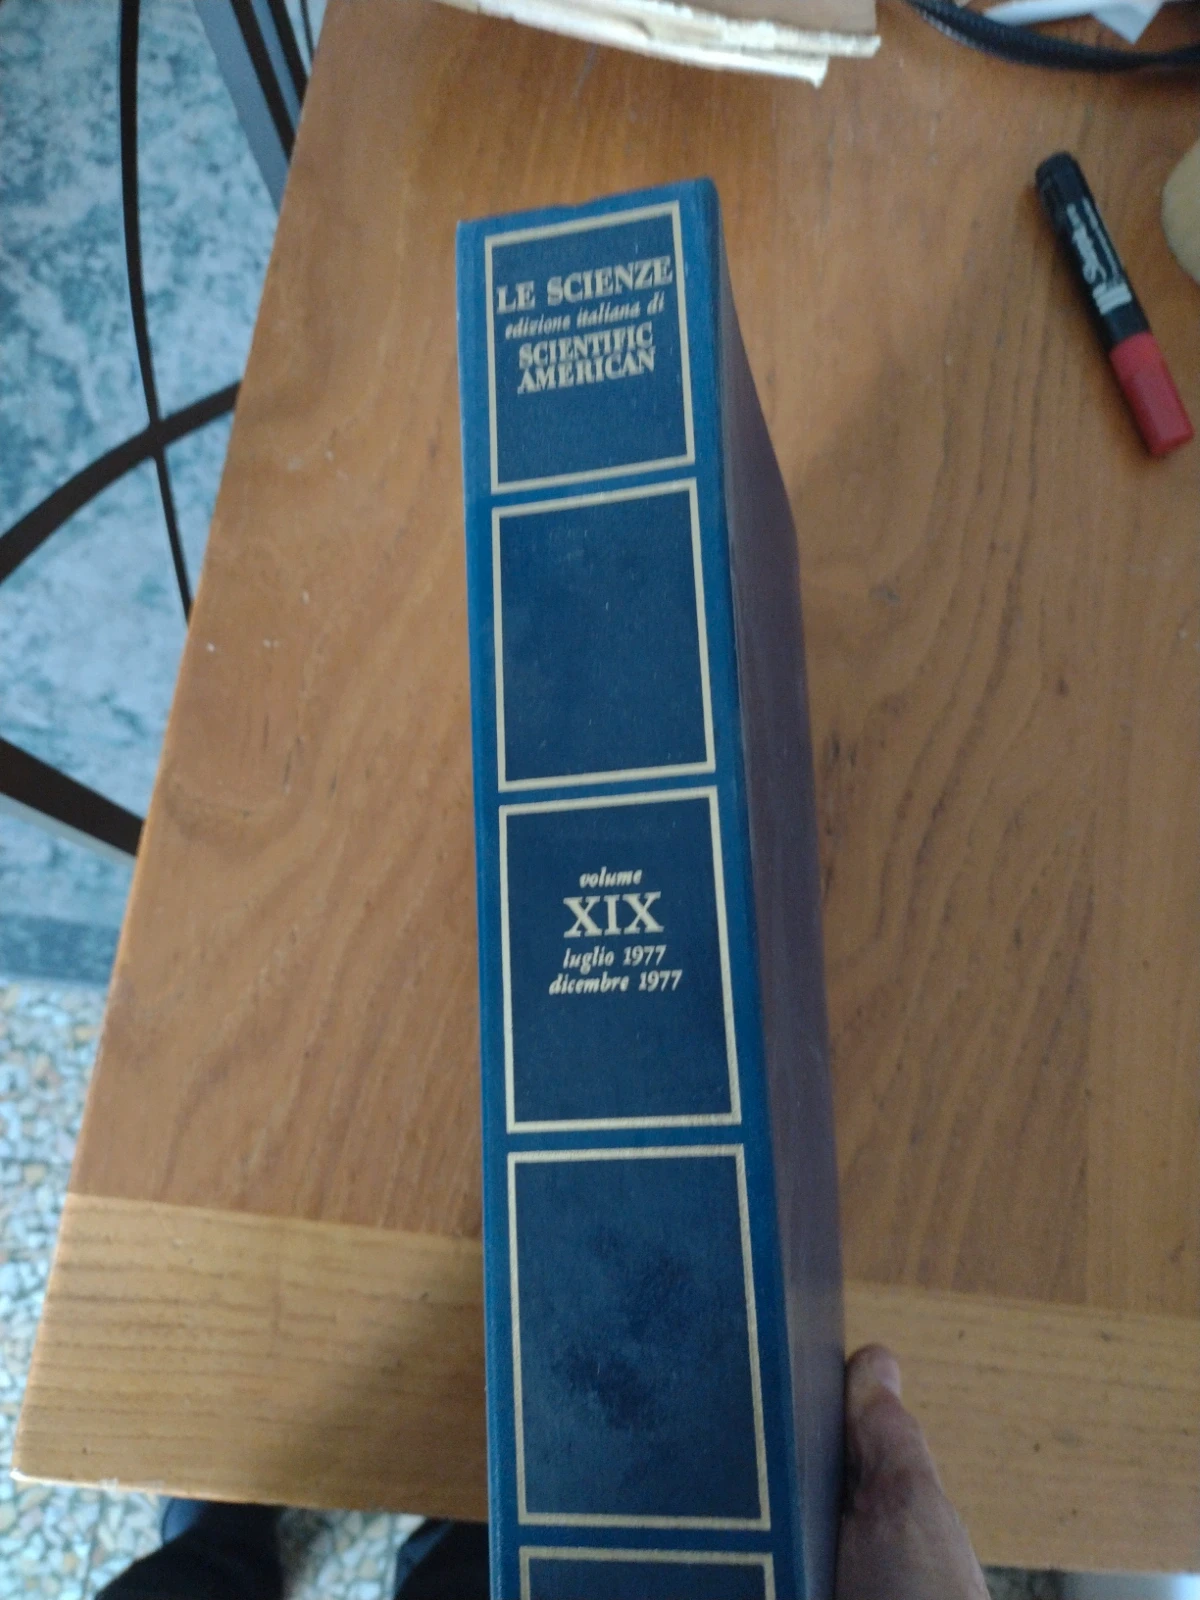 LE SCIENZE
edizione italiana di
SCIENTIFIC
AMERICAN
volume
XIX
luglio 1977
dicembre 1977